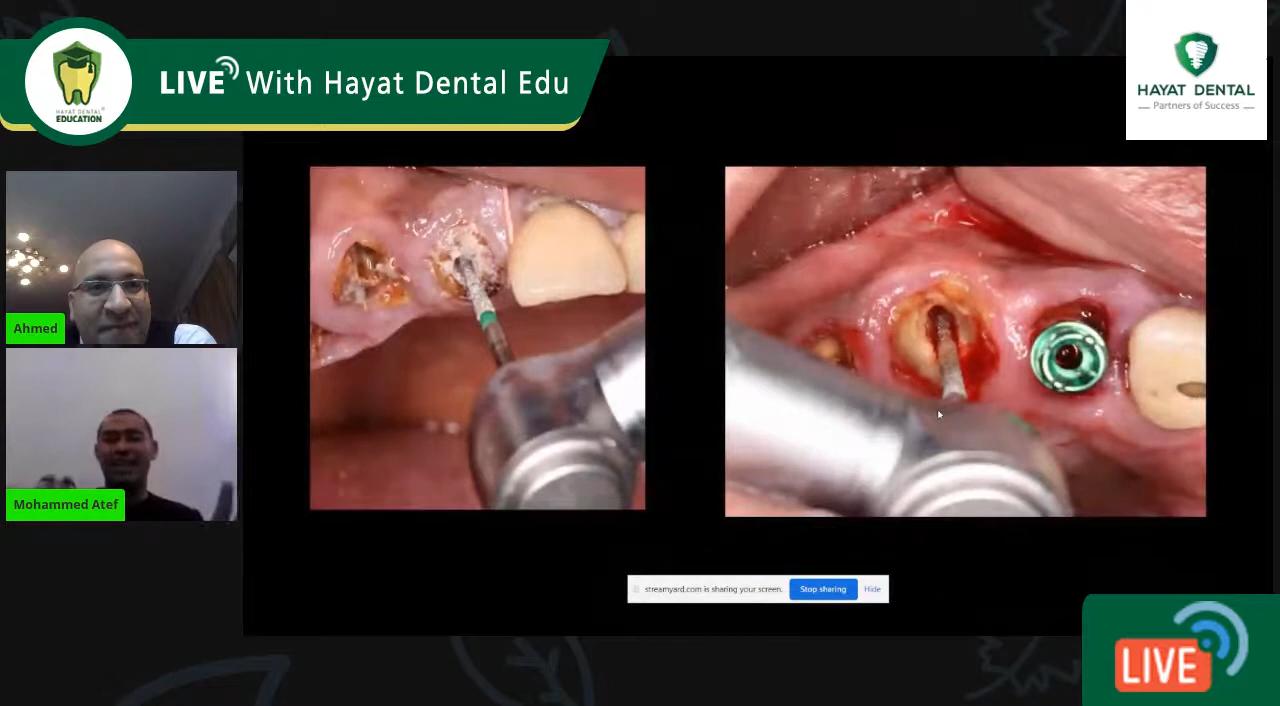 LIVE With Hayat Dental Edu
HAYAT DENTAL
EDUCATION
HAYAT DENTAL
Partners of Success
Ahmed
Mohammed Atef
streamyard.com is sharing your screen.
Stop sharing
Hide
LIVE